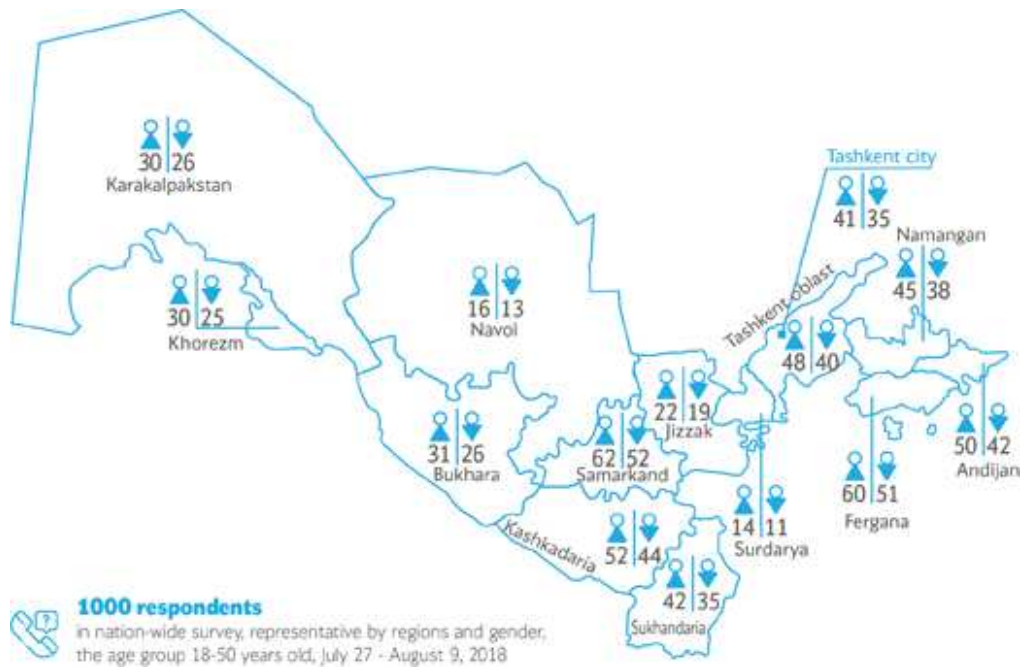 30 26
Karakalpakstan
Tashkent city
41 35
Namangan
45 38
30 25
Khorezm
16 13
Navoi
Tashkent oblast
48 40
22 19
Jizzak
31 26
Bukhara
62 52
Samarkand
50 42
Andijan
60 51
Fergana
14 11
Surdarya
Kashkadaria
52 44
42 35
Sukhandaria
?
1000 respondents
in nation-wide survey, representative by regions and gender,
the age group 18-50 years old, July 27 - August 9, 2018